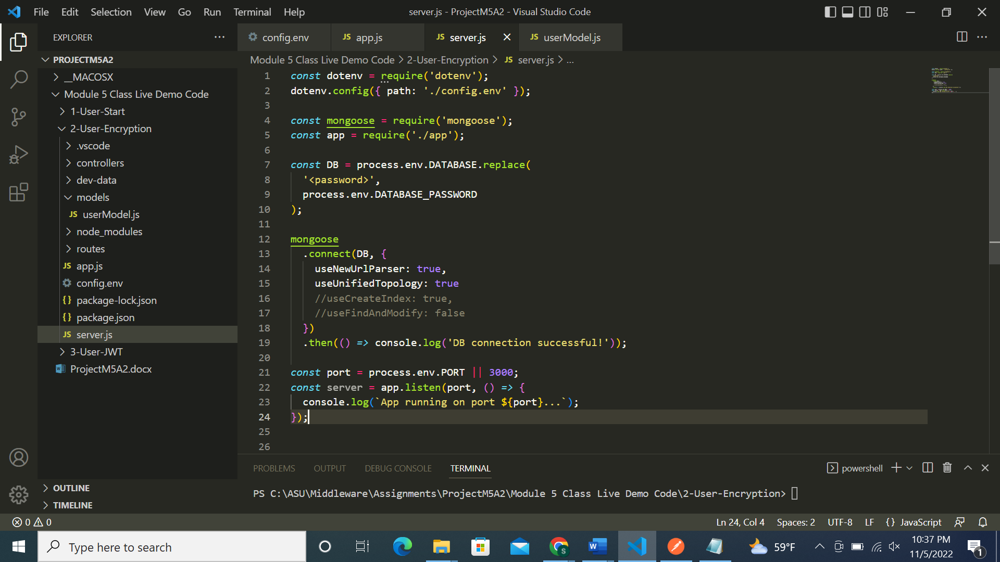 File Edit Selection View Go Run Terminal Help
server.js - ProjectM5A2 - Visual Studio Code
EXPLORER
PROJECTM5A2
__MACOSX
Module 5 Class Live Demo Code
1-User-Start
2-User-Encryption
.vscode
controllers
dev-data
models
JS userModel.js
node_modules
routes
JS app.js
config.env
{} package-lock.json
{} package.json
JS server.js
3-User-JWT
ProjectM5A2.docx
OUTLINE
TIMELINE
config.env JS app.js JS server.js JS userModel.js
Module 5 Class Live Demo Code > 2-User-Encryption > JS server.js > ...
1 const dotenv = require('dotenv');
2 dotenv.config({ path: './config.env' });
3
4 const mongoose = require('mongoose');
5 const app = require('./app');
6
7 const DB = process.env.DATABASE.replace(
8 '<password>',
9 process.env.DATABASE_PASSWORD
10 );
11
12 mongoose
13 .connect(DB, {
14 useNewUrlParser: true,
15 useUnifiedTopology: true
16 //useCreateIndex: true,
17 //useFindAndModify: false
18 })
19 .then(() => console.log('DB connection successful!'));
20
21 const port = process.env.PORT || 3000;
22 const server = app.listen(port, () => {
23 console.log(`App running on port ${port}...`);
24 });
25
26
PROBLEMS OUTPUT DEBUG CONSOLE TERMINAL
powershell
PS C:\ASU\Middleware\Assignments\ProjectM5A2\Module 5 Class Live Demo Code\2-User-Encryption>
0 0
Ln 24, Col 4 Spaces: 2 UTF-8 LF {} JavaScript
Type here to search
S
W
59°F
10:37 PM
11/5/2022
1